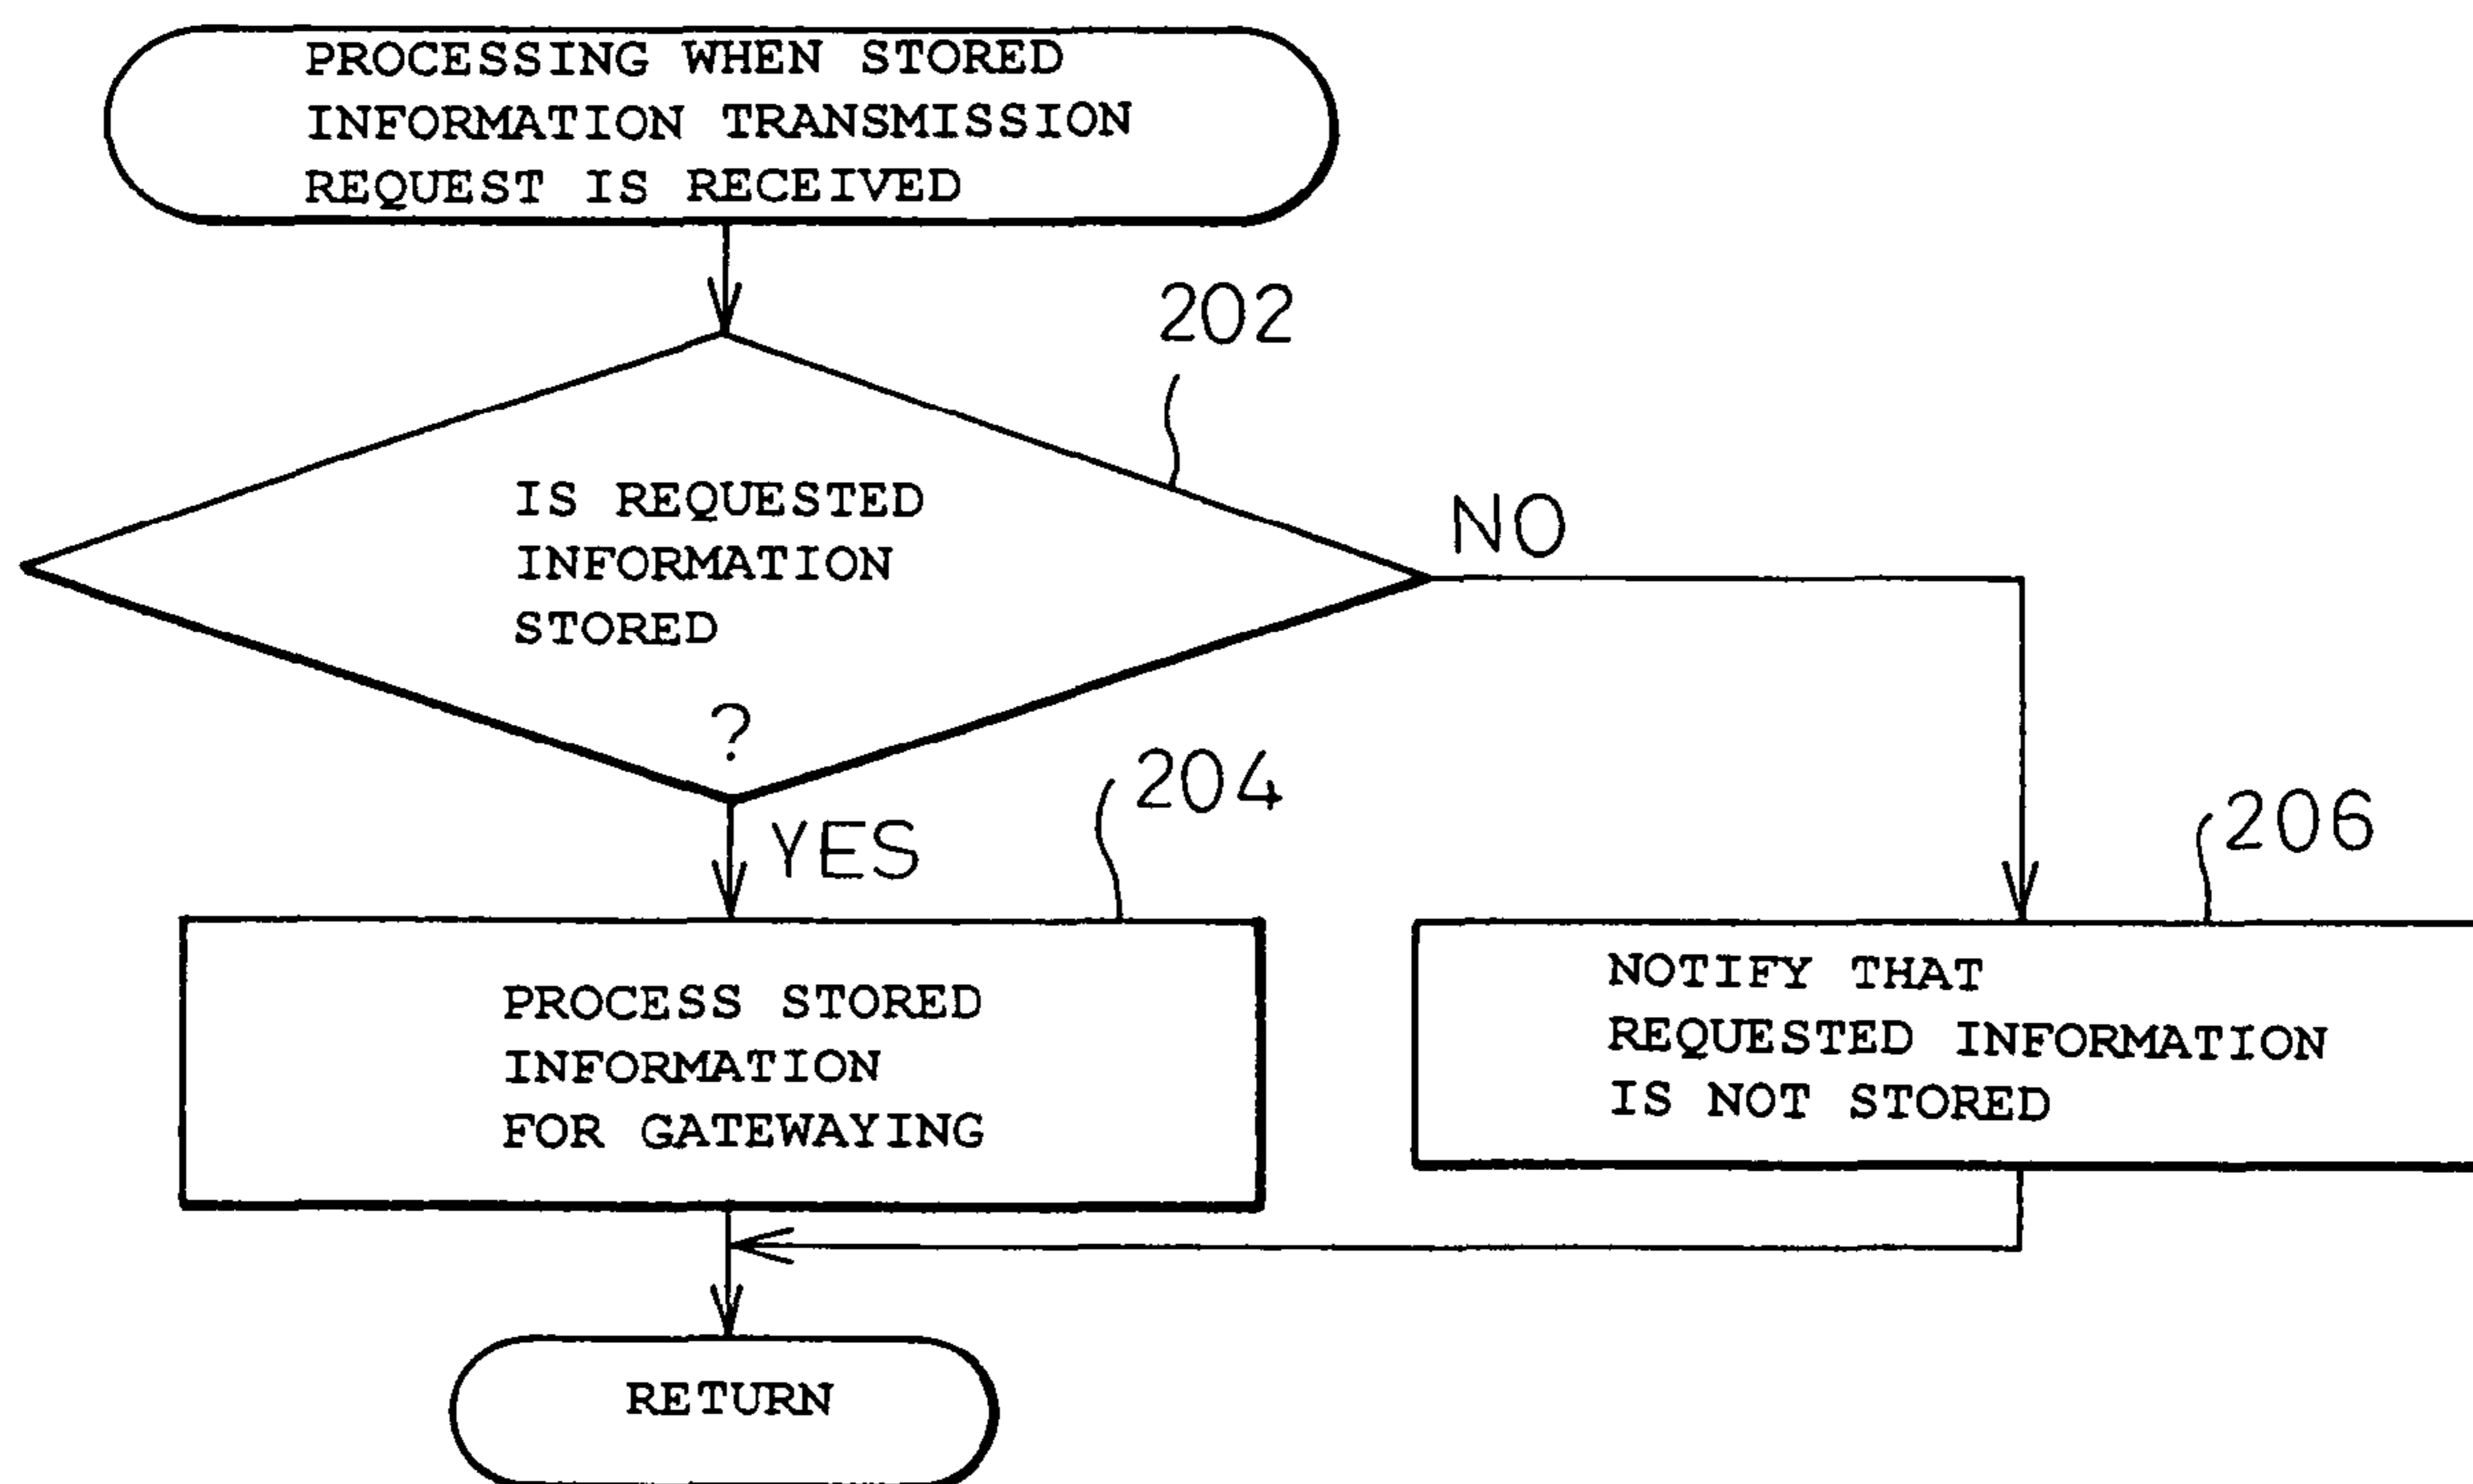 PROCESSING WHEN STORED
INFORMATION TRANSMISSION
REQUEST IS RECEIVED
202
IS REQUESTED
INFORMATION
STORED
?
NO
YES
204
206
PROCESS STORED
INFORMATION
FOR GATEWAYING
NOTIFY THAT
REQUESTED INFORMATION
IS NOT STORED
RETURN